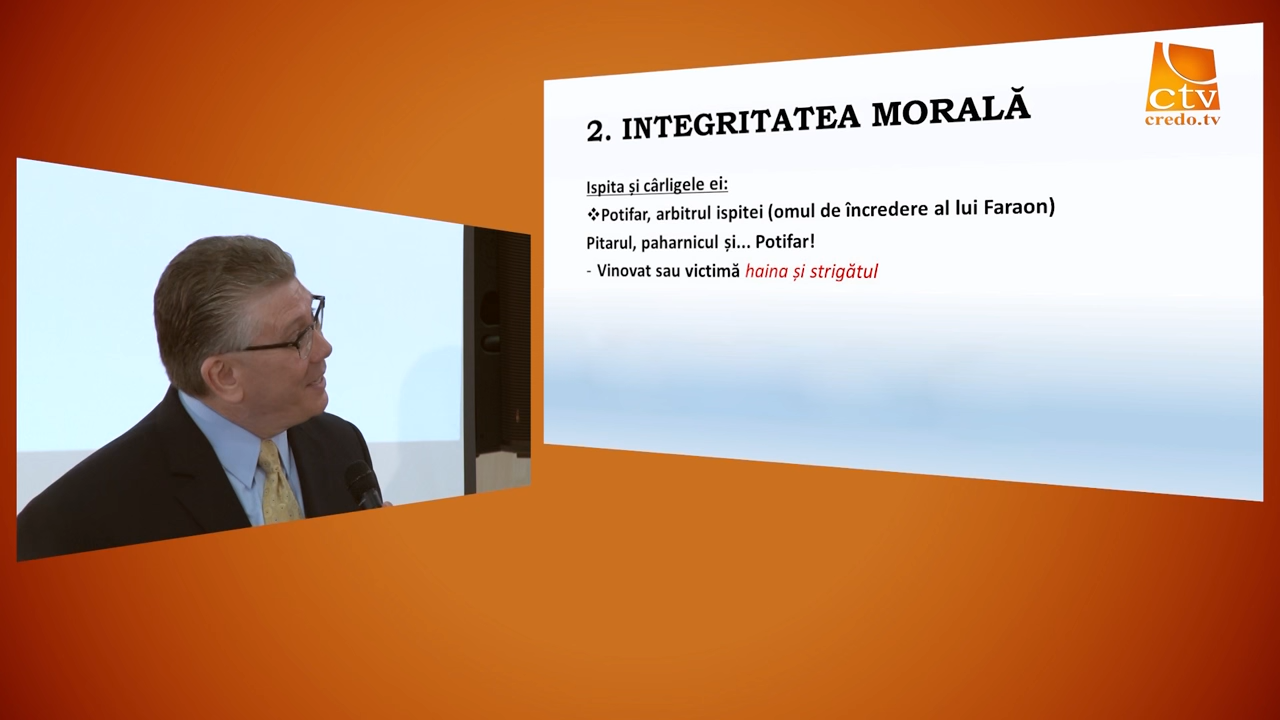 2. INTEGRITATEA MORALĂ
Ispita și cârligele ei:
❖Potifar, arbitrul ispitei (omul de încredere al lui Faraon)
Pitarul, paharnicul și... Potifar!
- Vinovat sau victimă haina și strigătul
ctv
credo.tv